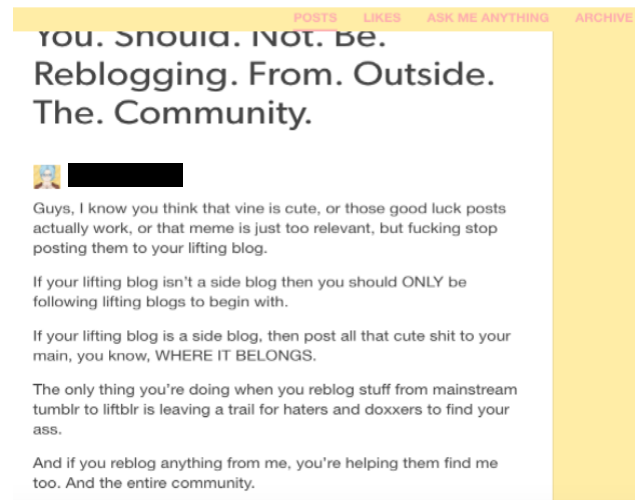 POSTS LIKES ASK ME ANYTHING ARCHIVE
You. Should. Not. Be.
Reblogging. From. Outside.
The. Community.
Guys, I know you think that vine is cute, or those good luck posts
actually work, or that meme is just too relevant, but fucking stop
posting them to your lifting blog.
If your lifting blog isn't a side blog then you should ONLY be
following lifting blogs to begin with.
If your lifting blog is a side blog, then post all that cute shit to your
main, you know, WHERE IT BELONGS.
The only thing you're doing when you reblog stuff from mainstream
tumblr to liftblr is leaving a trail for haters and doxxers to find your
ass.
And if you reblog anything from me, you're helping them find me
too. And the entire community.